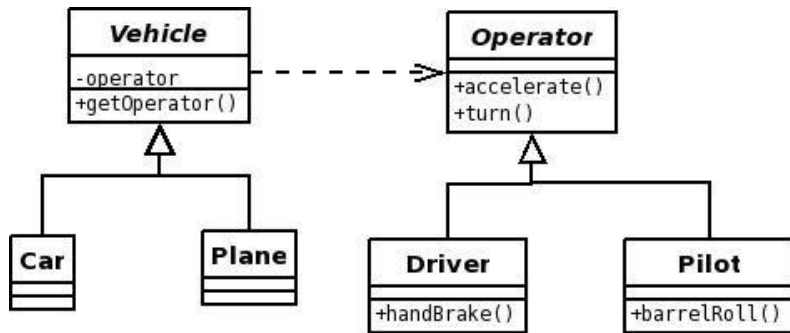 Vehicle
-operator
+getOperator()
Operator
+accelerate()
+turn()
Car
Plane
Driver
+handBrake()
Pilot
+barrelRoll()